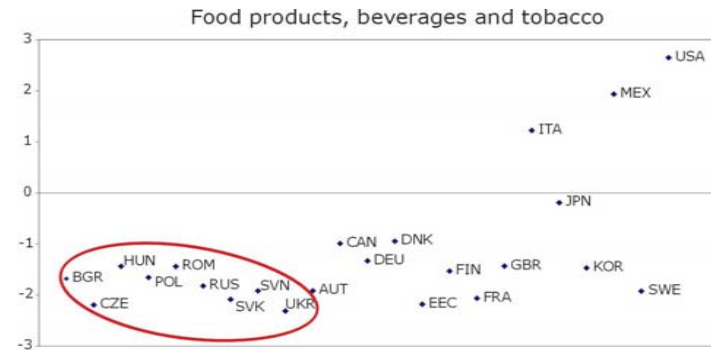 Food products, beverages and tobacco
3
USA
2
MEX
1
ITA
0
JPN
-1
CAN
DNK
HUN
ROM
DEU
FIN
GBR
KOR
BGR
POL
RUS
SVN
AUT
-2
CZE
SVK
UKR
EEC
FRA
SWE
-3